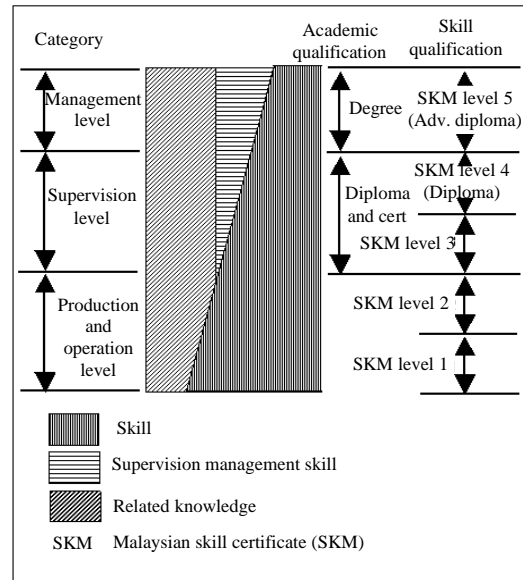 Category
Academic
qualification
Skill
qualification
Management
level
Degree
SKM level 5
(Adv. diploma)
Supervision
level
Diploma
and cert
SKM level 4
(Diploma)
SKM level 3
Production
and
operation
level
SKM level 2
SKM level 1
Skill
Supervision management skill
Related knowledge
SKM Malaysian skill certificate (SKM)